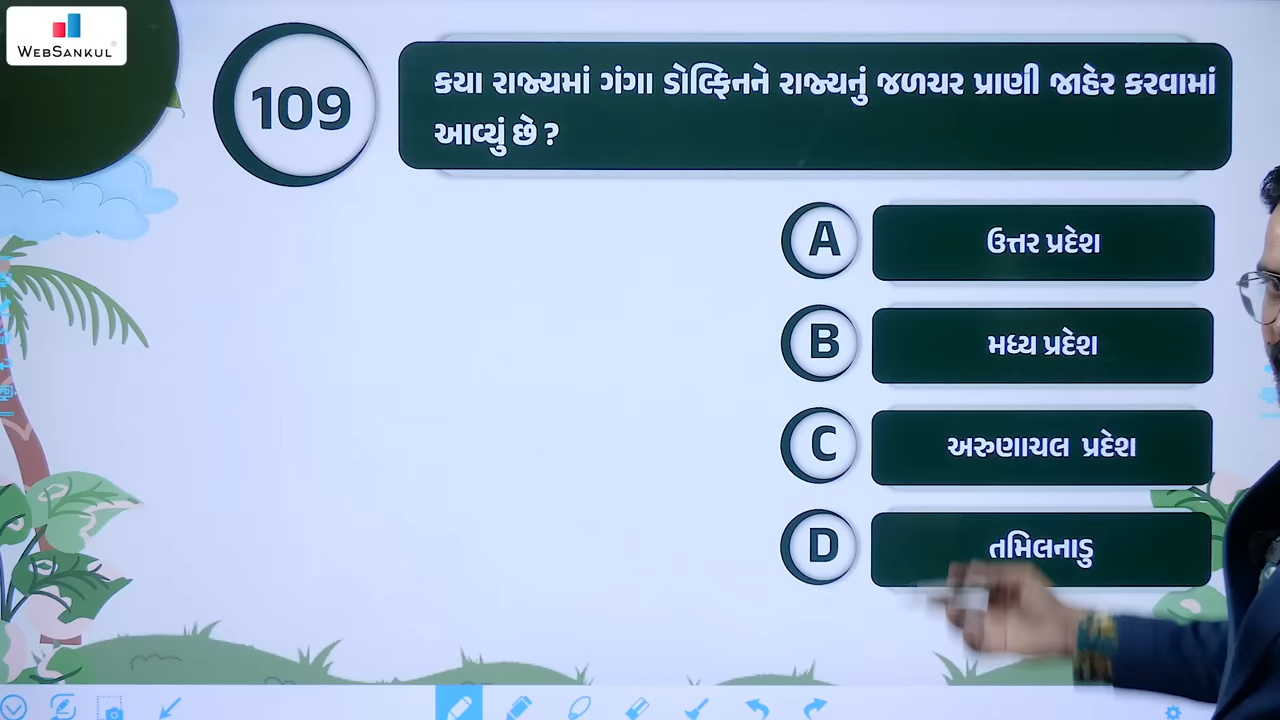 WEBSANKUL
109
કયા રાજ્યમાં ગંગા ડોલ્ફિનને રાજ્યનું જળચર પ્રાણી જાહેર કરવામાં
આવ્યું છે ?
A
ઉત્તર પ્રદેશ
B
મધ્ય પ્રદેશ
C
અરુણાચલ પ્રદેશ
D
તમિલનાડુ